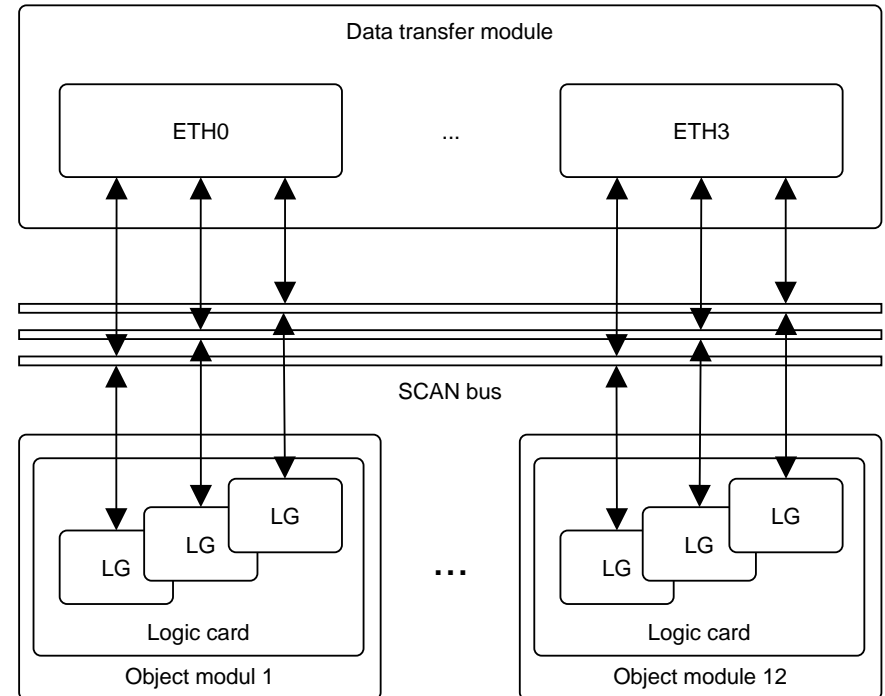 Data transfer module
ETH0
...
ETH3
SCAN bus
LG
LG
LG
Logic card
Object modul 1
...
LG
LG
LG
Logic card
Object module 12